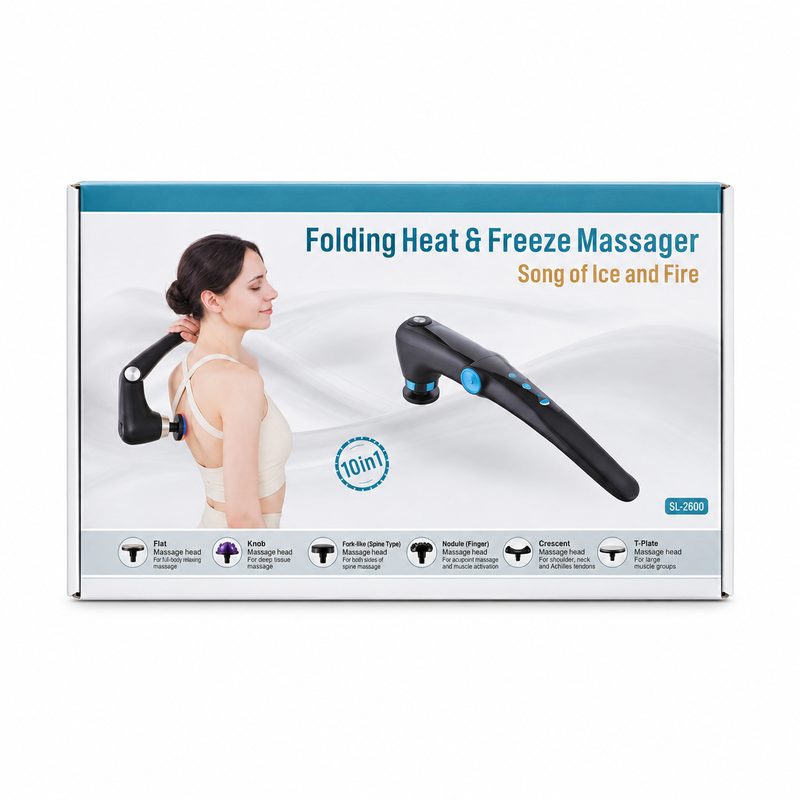 Folding Heat & Freeze Massager
Song of Ice and Fire
10in1
SL-2600
Flat
Massage head
For full-body relaxing
massage
Knob
Massage head
For deep tissue
massage
Fork-like (Spine Type)
Massage head
For both sides of
spine massage
Nodule (Finger)
Massage head
For acupoint massage
and muscle activation
Crescent
Massage head
For shoulder, neck
and Achilles tendons
T-Plate
Massage head
For large
muscle groups